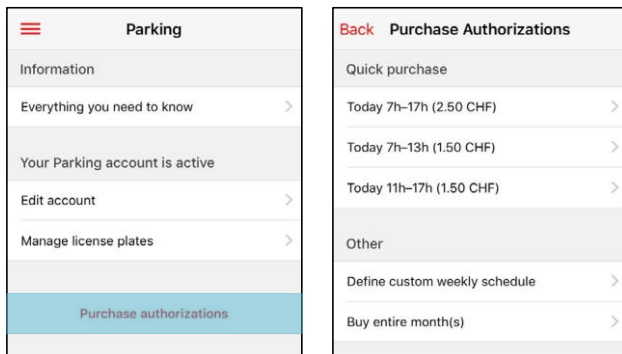 Parking
Information
Everything you need to know
Your Parking account is active
Edit account
Manage license plates
Purchase authorizations
Back Purchase Authorizations
Quick purchase
Today 7h–17h (2.50 CHF)
Today 7h–13h (1.50 CHF)
Today 11h–17h (1.50 CHF)
Other
Define custom weekly schedule
Buy entire month(s)